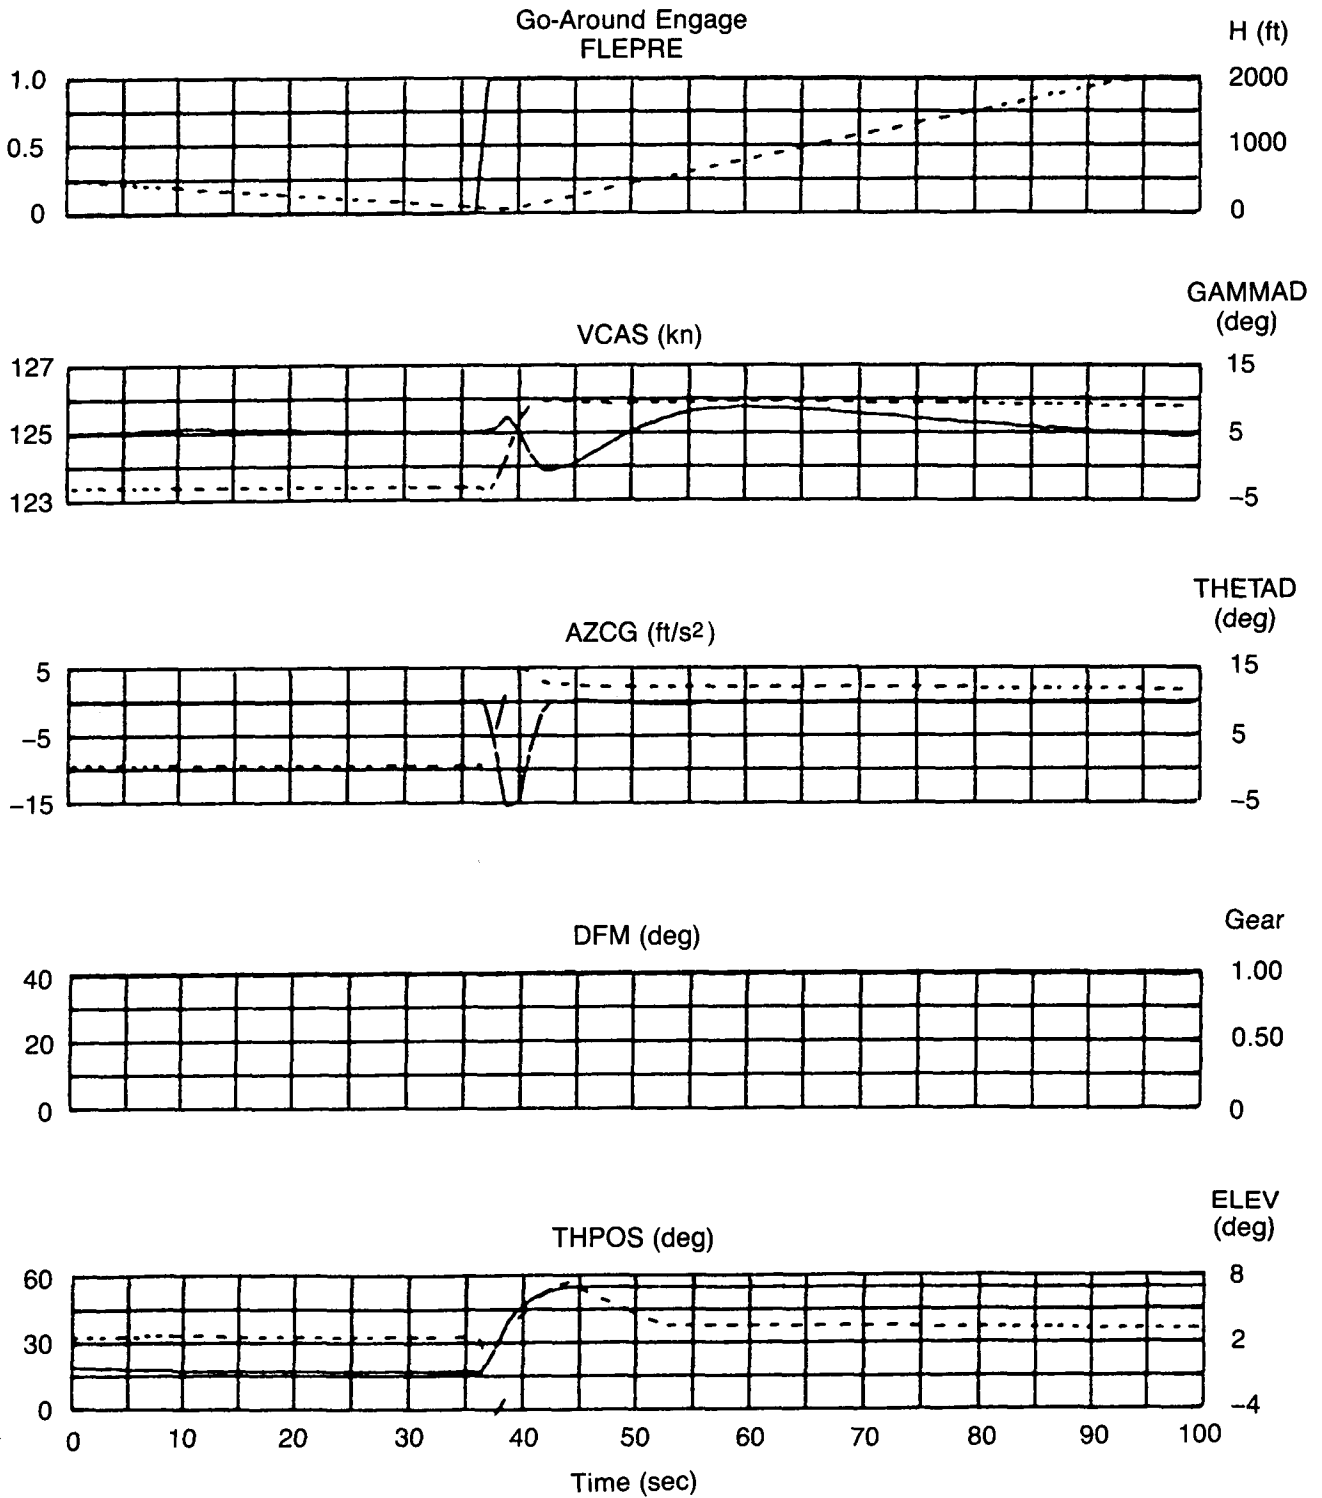 Go-Around Engage
FLEPRE
H (ft)
1.0
0.5
0
2000
1000
0
VCAS (kn)
GAMMAD
(deg)
127
125
123
15
5
−5
AZCG (ft/s2)
THETAD
(deg)
5
−5
−15
15
5
−5
DFM (deg)
Gear
40
20
0
1.00
0.50
0
THPOS (deg)
ELEV
(deg)
60
30
0
8
2
−4
0 10 20 30 40 50 60 70 80 90 100
Time (sec)